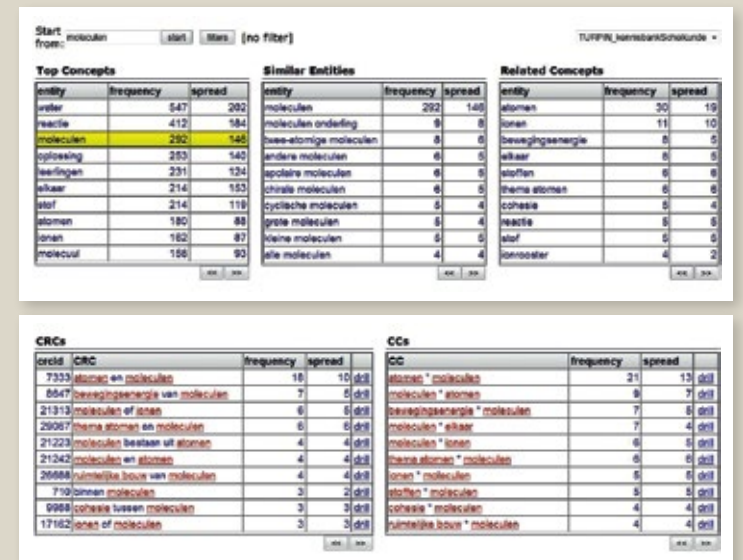 Start from: moleculen start filters [no filter] TURPIN_kennisbankScheikunde
Top Concepts
entity frequency spread
water 547 202
reactie 412 184
moleculen 292 146
oplossing 253 140
leerlingen 231 124
elkaar 214 153
stof 214 119
atomen 180 88
ionen 162 87
molecuul 156 93
<< >>
Similar Entities
entity frequency spread
moleculen 292 146
moleculen onderling 9 8
twee-atomige moleculen 8 6
andere moleculen 6 5
apolaire moleculen 6 5
chirale moleculen 6 5
cyclische moleculen 5 4
grote moleculen 5 4
kleine moleculen 5 5
alle moleculen 4 4
<< >>
Related Concepts
entity frequency spread
atomen 30 19
ionen 11 10
bewegingsenergie 8 5
elkaar 8 5
stoffen 6 6
thema atomen 6 6
cohesie 5 4
reactie 5 5
stof 5 5
ionrooster 4 2
<< >>
CRCs
crcid CRC frequency spread
7333 atomen en moleculen 18 10 drill
8647 bewegingsenergie van moleculen 7 5 drill
21313 moleculen of ionen 6 5 drill
29067 thema atomen en moleculen 6 6 drill
21223 moleculen bestaan uit atomen 4 4 drill
21242 moleculen en atomen 4 4 drill
26688 ruimtelijke bouw van moleculen 4 4 drill
710 binnen moleculen 3 2 drill
9988 cohesie tussen moleculen 3 3 drill
17162 ionen of moleculen 3 3 drill
<< >>
CCs
CC frequency spread
atomen * moleculen 21 13 drill
moleculen * atomen 9 7 drill
bewegingsenergie * moleculen 7 5 drill
moleculen * elkaar 7 4 drill
moleculen * ionen 6 5 drill
thema atomen * moleculen 6 6 drill
ionen * moleculen 5 5 drill
stoffen * moleculen 5 5 drill
cohesie * moleculen 4 4 drill
ruimtelijke bouw * moleculen 4 4 drill
<< >>